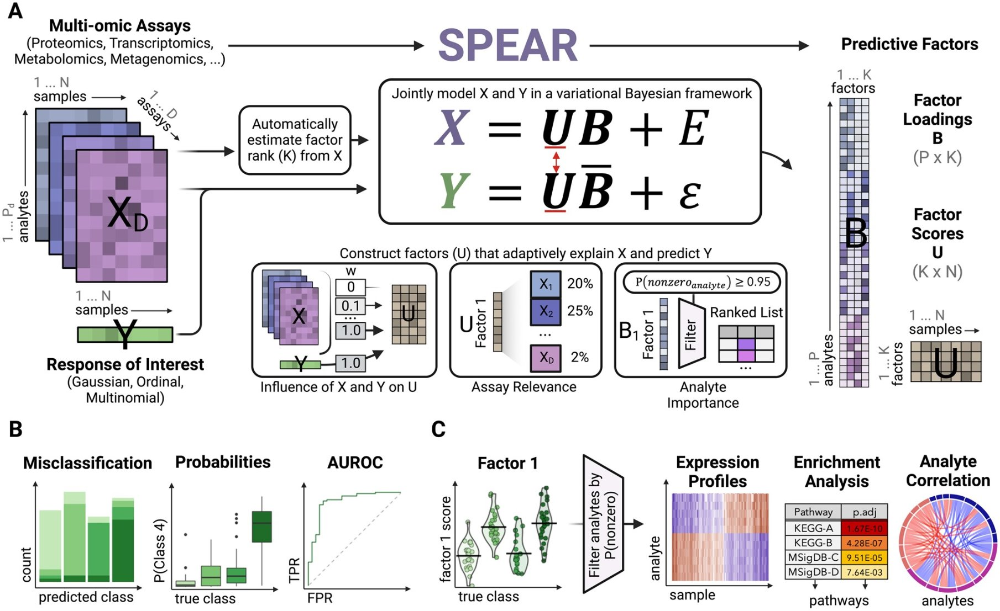 A
Multi-omic Assays
(Proteomics, Transcriptomics,
Metabolomics, Metagenomics, ...)
SPEAR
Predictive Factors
1 ... N
samples
1 ... D
assays
1 ... Pd
analytes
XD
1 ... N
samples
Y
Response of Interest
(Gaussian, Ordinal,
Multinomial)
Automatically
estimate factor
rank (K) from X
Jointly model X and Y in a variational Bayesian framework
X = UB + E
Y = UB̅ + ε
Construct factors (U) that adaptively explain X and predict Y
X
Y
w
0
0.1
...
1.0
1.0
U
Influence of X and Y on U
U
Factor 1
X1 20%
X2 25%
...
XD 2%
Assay Relevance
P(nonzeroanalyte) ≥ 0.95
B1
Factor 1
Filter
Ranked List
...
Analyte
Importance
1 ... K
factors
1 ... P
analytes
B
Factor
Loadings
B
(P x K)
Factor
Scores
U
(K x N)
1 ... N
samples
1 ... K
factors
U
B
Misclassification
count
predicted class
Probabilities
P(Class 4)
true class
AUROC
TPR
FPR
C
Factor 1
factor 1 score
true class
Filter analytes by
P(nonzero)
Expression
Profiles
analyte
sample
Enrichment
Analysis
Pathway p.adj
KEGG-A 1.67E-10
KEGG-B 4.28E-07
MSigDB-C 9.51E-05
MSigDB-D 7.64E-03
pathways
Analyte
Correlation
analytes